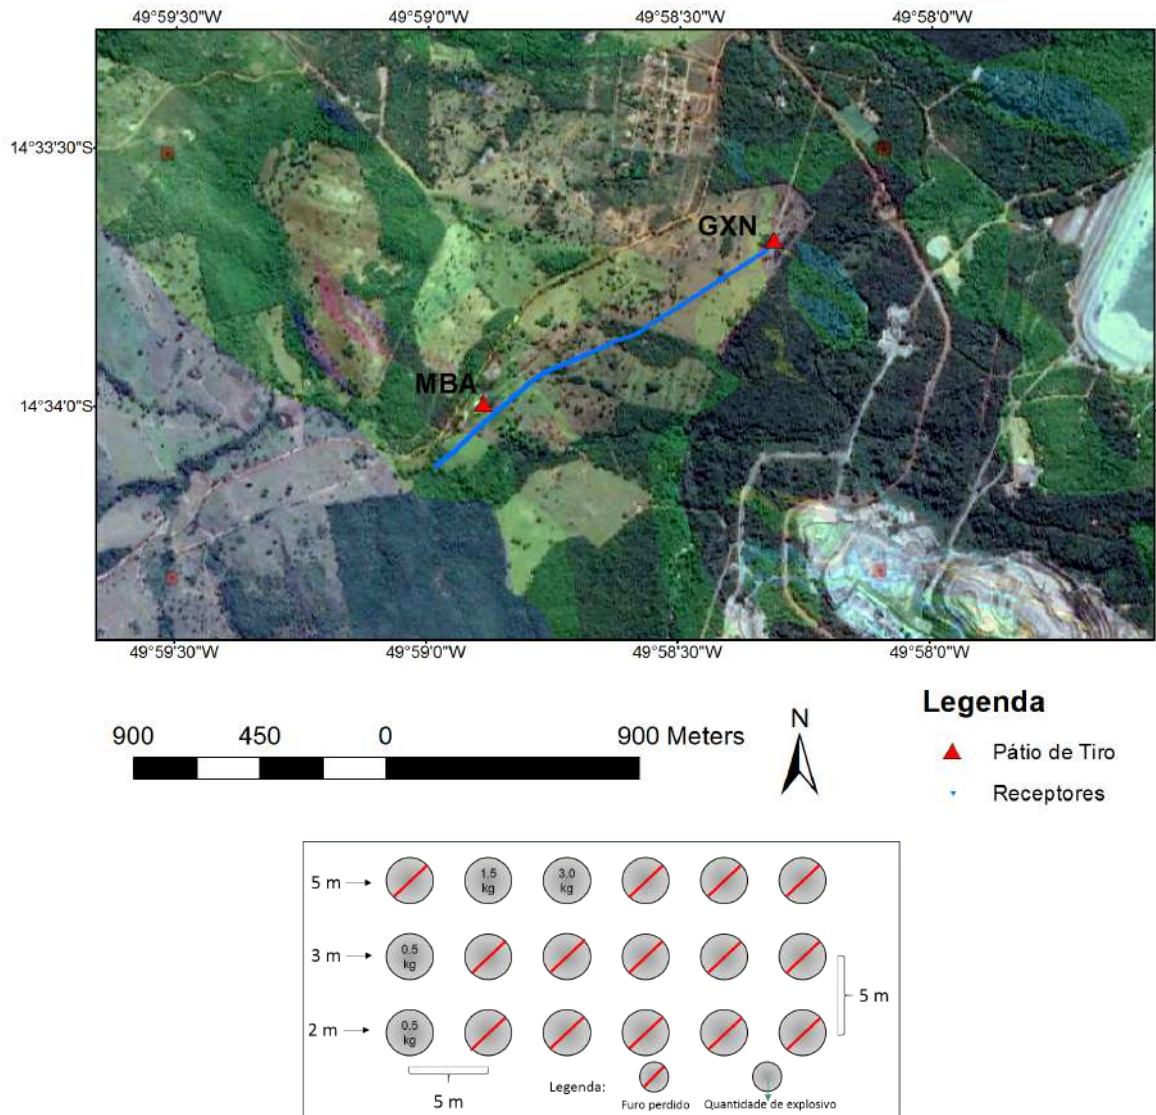 49°59'30"W 49°59'0"W 49°58'30"W 49°58'0"W
14°33'30"S
GXN
MBA
14°34'0"S
49°59'30"W 49°59'0"W 49°58'30"W 49°58'0"W
Legenda
N
900 450 0 900 Meters
Pátio de Tiro
Receptores
5 m 1,5 kg 3,0 kg
3 m 0,5 kg
5 m
2 m 0,5 kg
5 m
Legenda:
Furo perdido Quantidade de explosivo